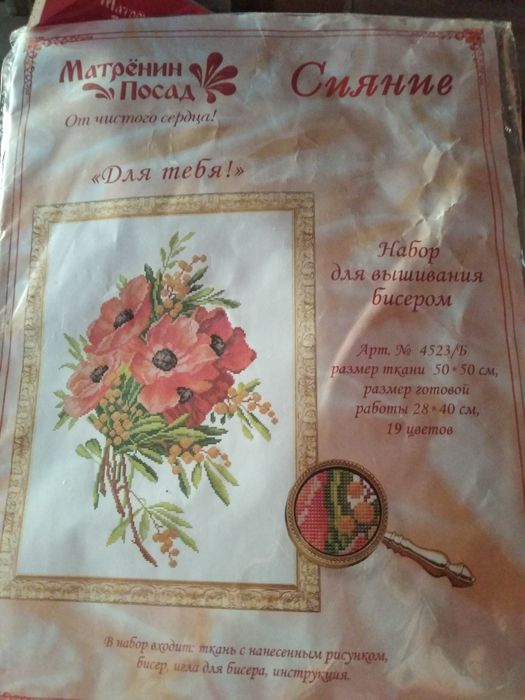 Матрёнин
Посад
От чистого сердца!
Сияние
«Для тебя!»
Набор
для вышивания
бисером
Арт. № 4523/Б
размер ткани 50*50 см,
размер готовой
работы 28*40 см,
19 цветов
В набор входит: ткань с нанесенным рисунком,
бисер, игла для бисера, инструкция.